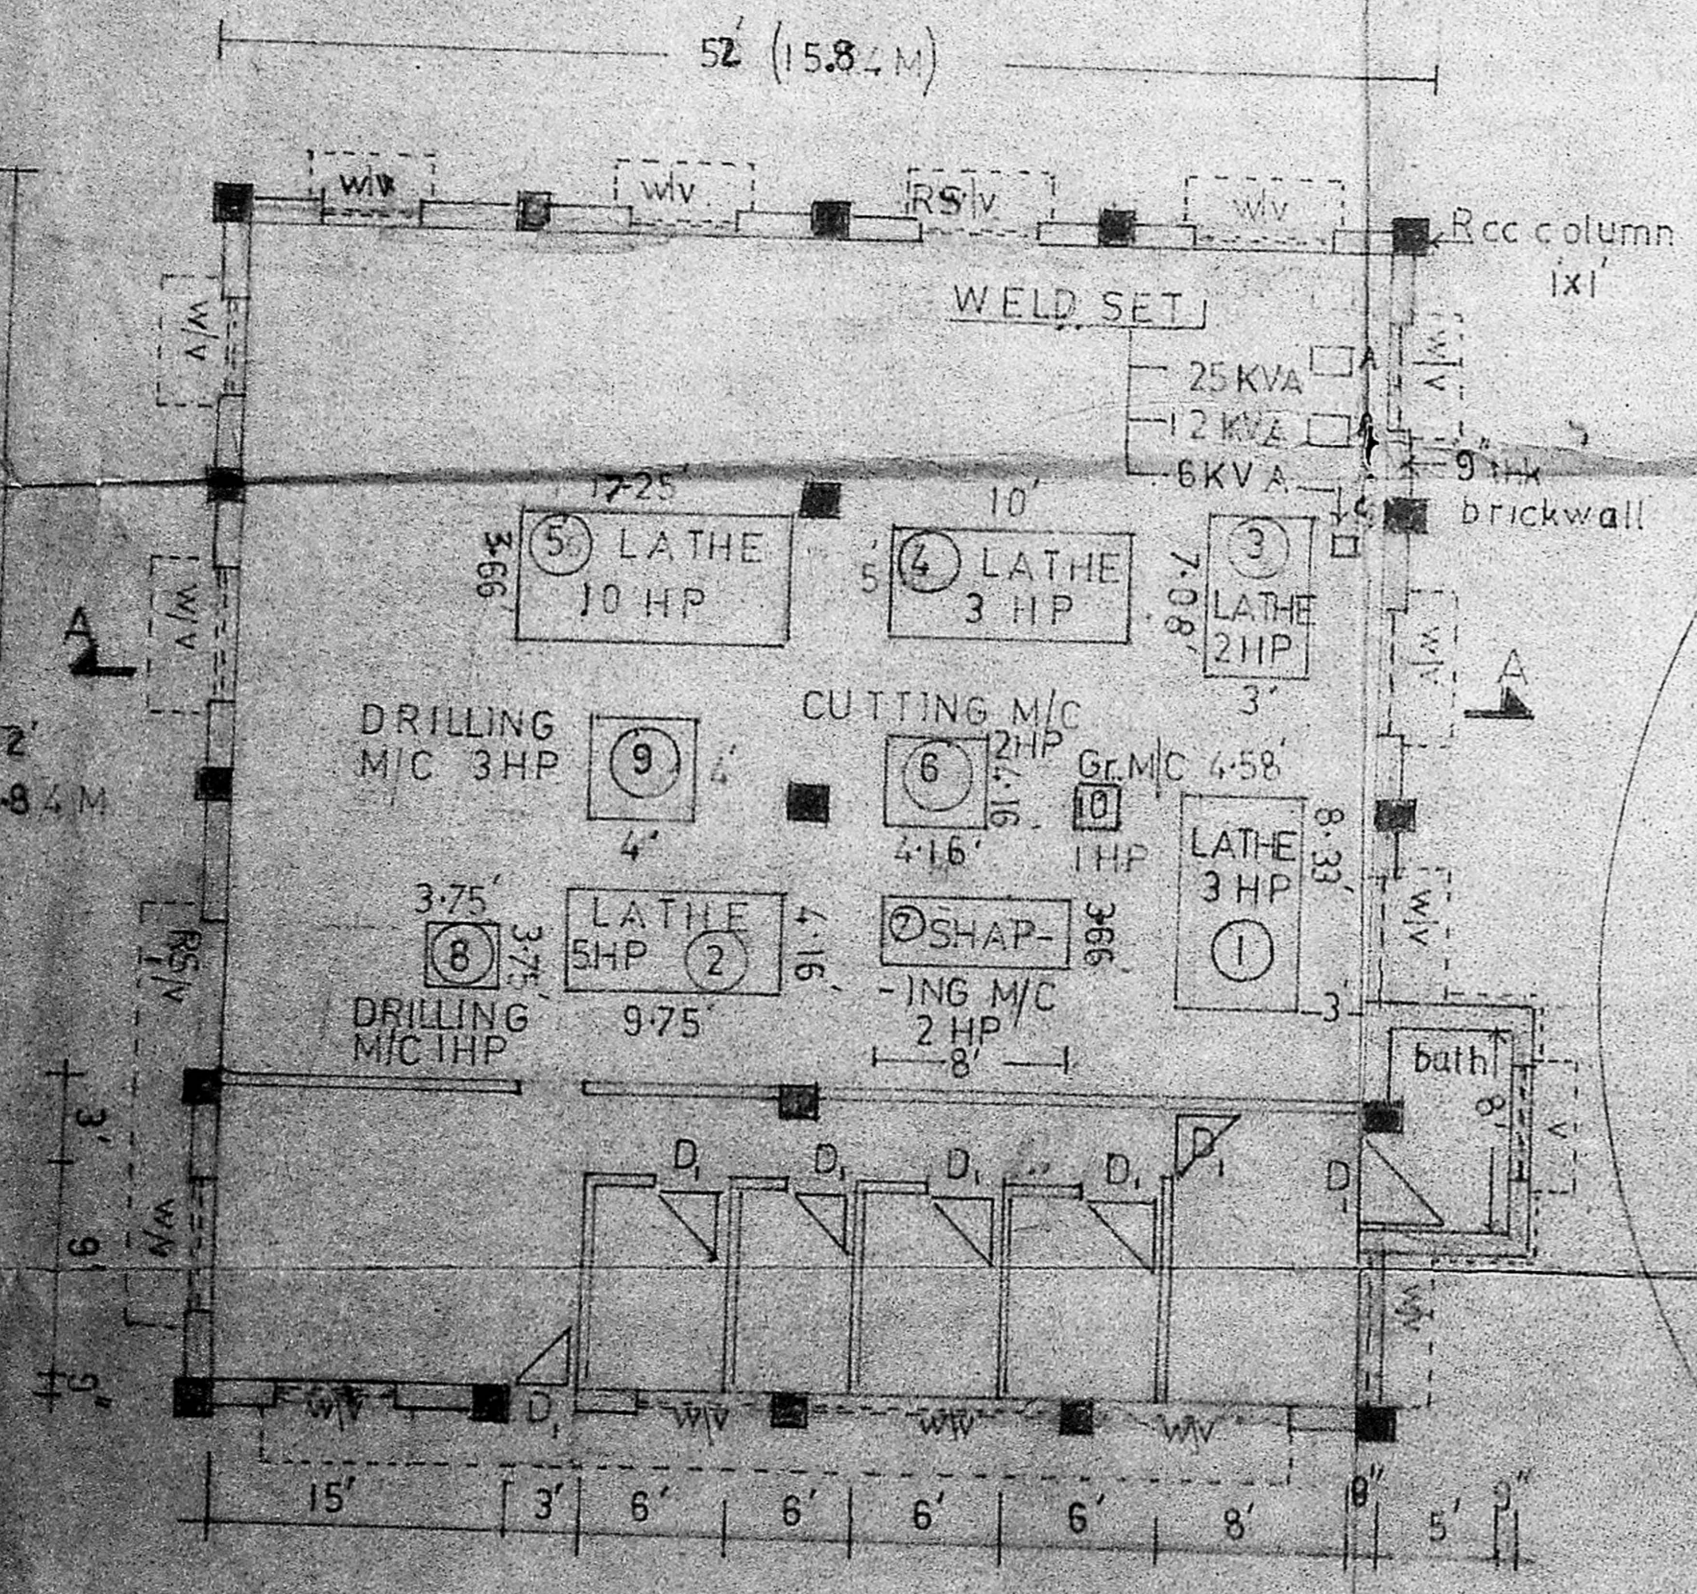 52' (15.84 M)
w/v
w/v
RS/v
w/v
Rcc column
1'x1'
WELD SET
w/v
w/v
25 KVA
A
12 KVA
6 KVA
9" thk
brickwall
17·25'
10'
3·66'
5 LATHE
10 HP
5'
4 LATHE
3 HP
7·08'
3
LATHE
2HP
3'
w/v
w/v
A
A
2'
·84 M
DRILLING
M/C 3HP
9
4'
4'
CUTTING M/C
2HP
6
4·16'
4·16'
Gr. M/C
10
1 HP
4·58'
LATHE
3 HP
1
8·33'
w/v
3.75'
8
3·75'
DRILLING
M/C 1HP
LATHE
5HP 2
4·16'
9·75'
7 SHAP-
3·66'
-ING M/C
2 HP
8'
3'
RS/v
bath
8'
v
3'
9'
9"
w/v
D1
D1
D1
D1
D1
D1
w/v
D1
w/v
w/v
w/v
w/v
15'
3'
6'
6'
6'
6'
8'
5'